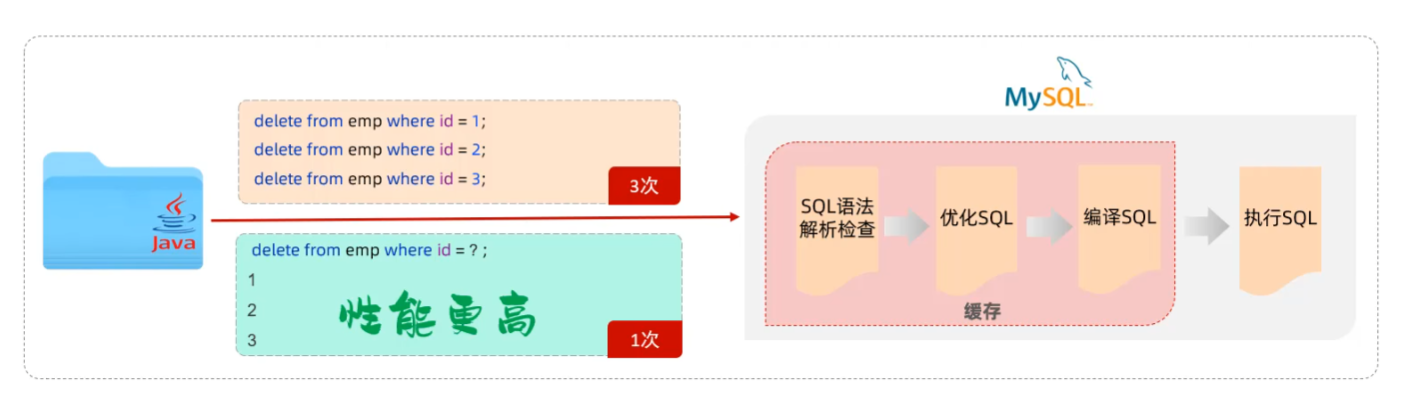 MySQL
delete from emp where id = 1;
delete from emp where id = 2;
delete from emp where id = 3;
3次
Java
delete from emp where id = ? ;
1
2
3
性能更高
1次
SQL语法
解析检查
优化SQL
编译SQL
执行SQL
缓存